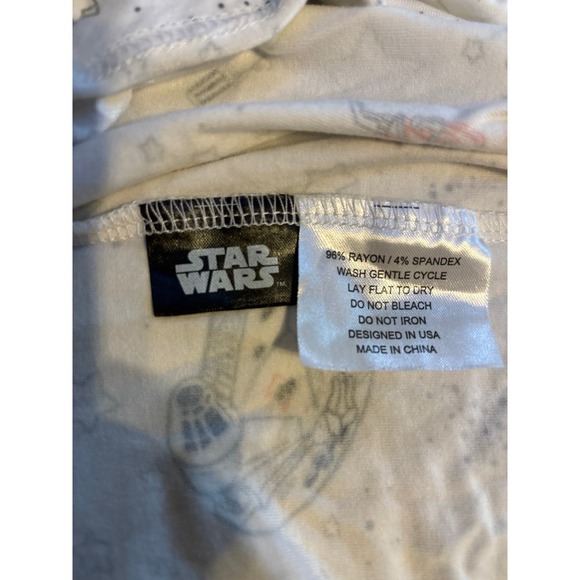 STAR
WARS
TM
96% RAYON / 4% SPANDEX
WASH GENTLE CYCLE
LAY FLAT TO DRY
DO NOT BLEACH
DO NOT IRON
DESIGNED IN USA
MADE IN CHINA